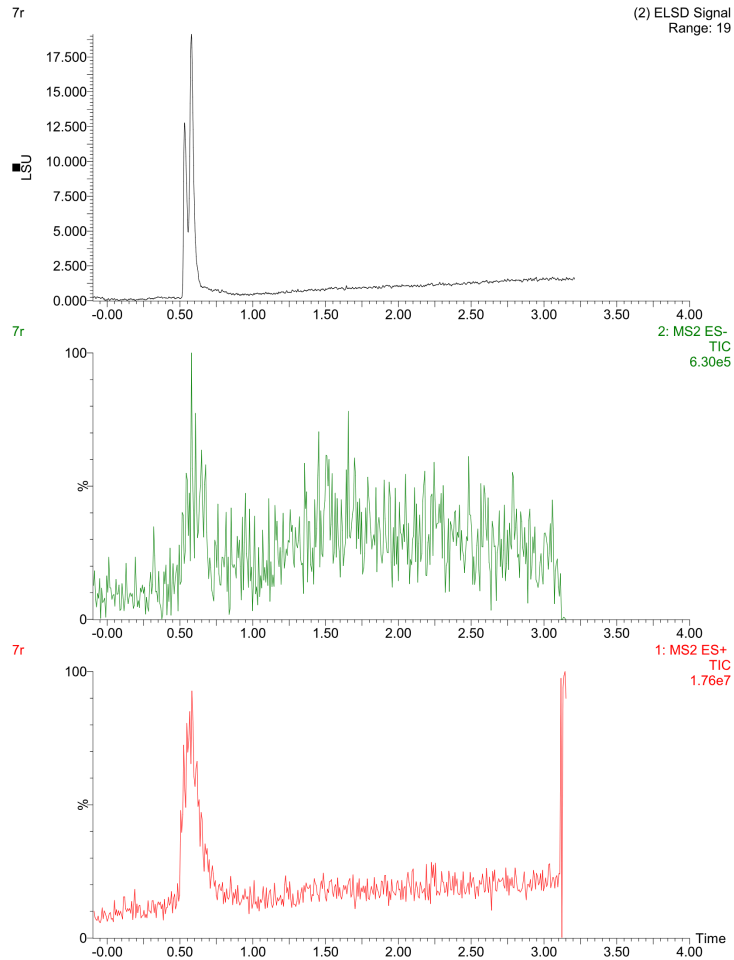 7r
(2) ELSD Signal
Range: 19
LSU
17.500
15.000
12.500
10.000
7.500
5.000
2.500
0.000
-0.00 0.50 1.00 1.50 2.00 2.50 3.00 3.50 4.00
7r
2: MS2 ES-
TIC
6.30e5
100
%
0
-0.00 0.50 1.00 1.50 2.00 2.50 3.00 3.50 4.00
7r
1: MS2 ES+
TIC
1.76e7
100
%
0
Time
-0.00 0.50 1.00 1.50 2.00 2.50 3.00 3.50 4.00